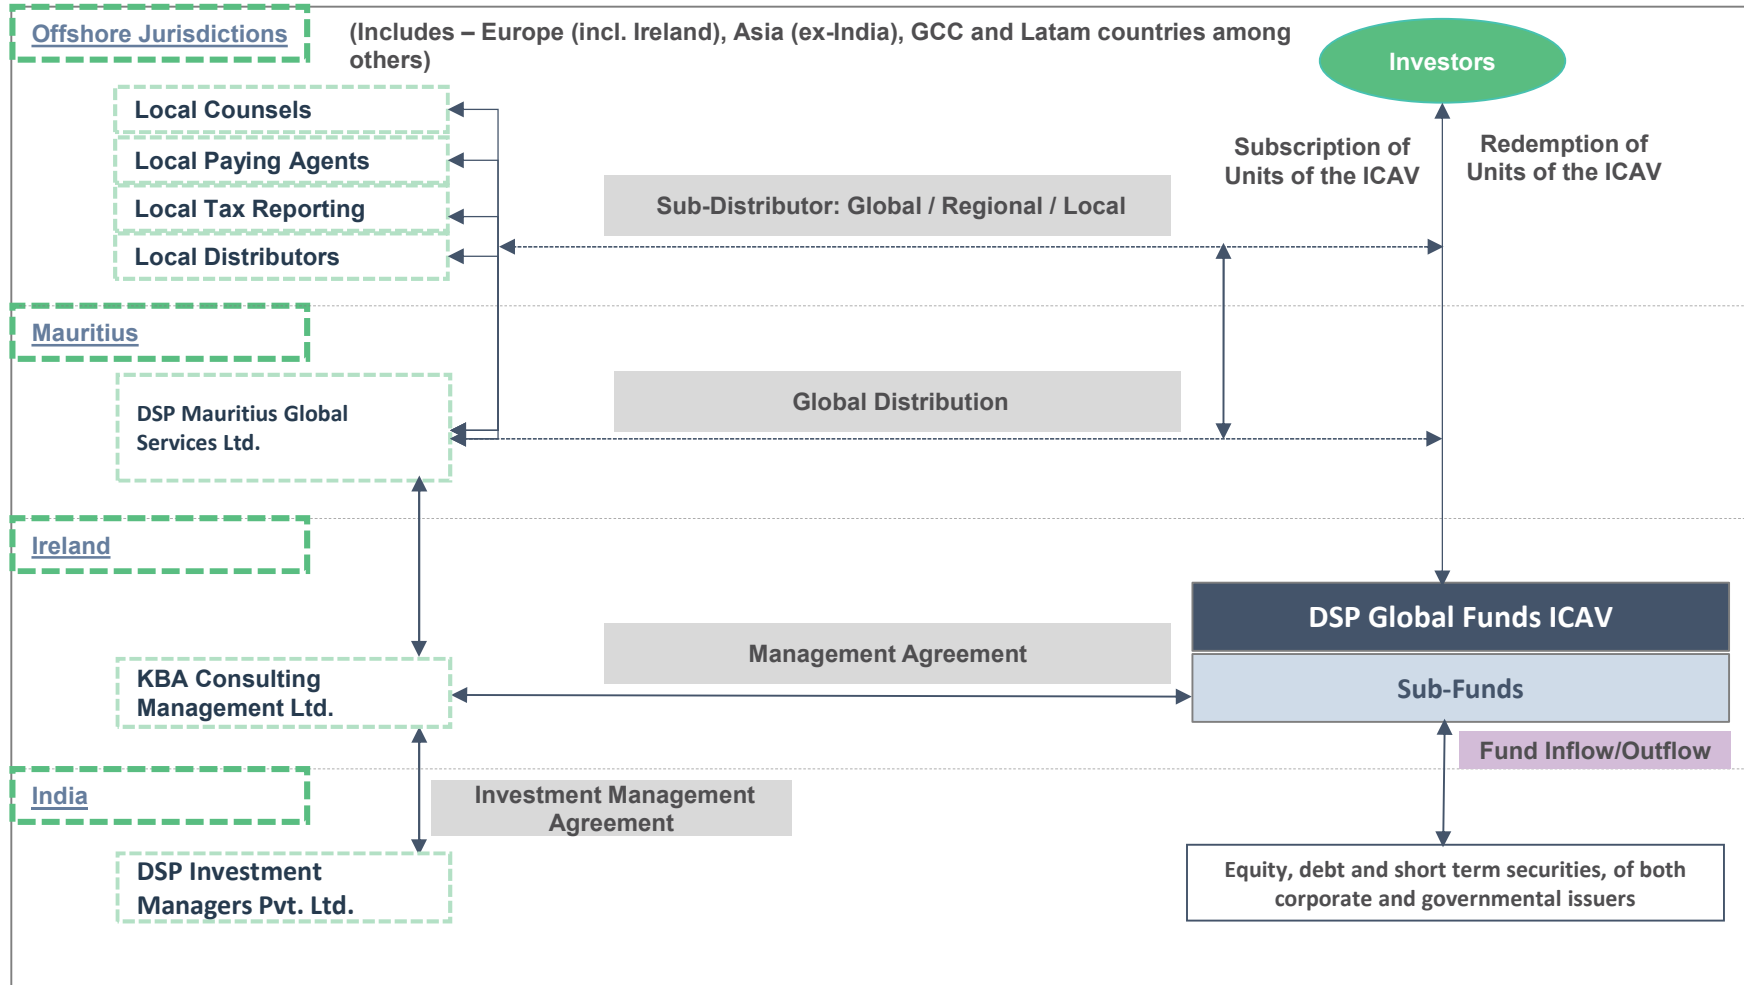 Offshore Jurisdictions
(Includes – Europe (incl. Ireland), Asia (ex-India), GCC and Latam countries among
others)
Investors
Local Counsels
Local Paying Agents
Local Tax Reporting
Local Distributors
Subscription of
Units of the ICAV
Redemption of
Units of the ICAV
Sub-Distributor: Global / Regional / Local
Mauritius
DSP Mauritius Global
Services Ltd.
Global Distribution
Ireland
DSP Global Funds ICAV
Management Agreement
KBA Consulting
Management Ltd.
Sub-Funds
Fund Inflow/Outflow
India
Investment Management
Agreement
DSP Investment
Managers Pvt. Ltd.
Equity, debt and short term securities, of both
corporate and governmental issuers